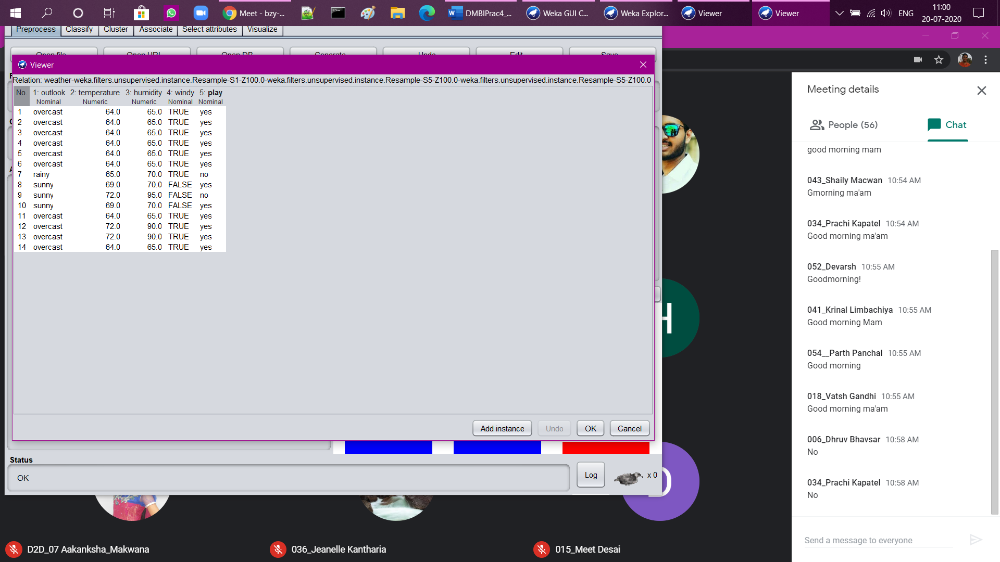 Meet - bzy-...
DMBIPrac4_...
Weka GUI C...
Weka Explor...
Viewer
Viewer
ENG
11:00
20-07-2020
Preprocess
Classify
Cluster
Associate
Select attributes
Visualize
Open file...
Open URL...
Open DB...
Generate...
Undo
Edit...
Save...
Viewer
Relation: weather-weka.filters.unsupervised.instance.Resample-S1-Z100.0-weka.filters.unsupervised.instance.Resample-S5-Z100.0-weka.filters.unsupervised.instance.Resample-S5-Z100.0
No. 1: outlook 2: temperature 3: humidity 4: windy 5: play
Nominal Numeric Numeric Nominal Nominal
1 overcast 64.0 65.0 TRUE yes
2 overcast 64.0 65.0 TRUE yes
3 overcast 64.0 65.0 TRUE yes
4 overcast 64.0 65.0 TRUE yes
5 overcast 64.0 65.0 TRUE yes
6 overcast 64.0 65.0 TRUE yes
7 rainy 65.0 70.0 TRUE no
8 sunny 69.0 70.0 FALSE yes
9 sunny 72.0 95.0 FALSE no
10 sunny 69.0 70.0 FALSE yes
11 overcast 64.0 65.0 TRUE yes
12 overcast 72.0 90.0 TRUE yes
13 overcast 72.0 90.0 TRUE yes
14 overcast 64.0 65.0 TRUE yes
Add instance
Undo
OK
Cancel
Status
OK
Log
x 0
H
D2D_07 Aakanksha_Makwana
036_Jeanelle Kantharia
015_Meet Desai
Meeting details
People (56)
Chat
good morning mam
043_Shaily Macwan 10:54 AM
Gmorning ma'am
034_Prachi Kapatel 10:54 AM
Good morning ma'am
052_Devarsh 10:55 AM
Goodmorning!
041_Krinal Limbachiya 10:55 AM
Good morning Mam
054__Parth Panchal 10:55 AM
Good morning
018_Vatsh Gandhi 10:55 AM
Good morning ma'am
006_Dhruv Bhavsar 10:58 AM
No
034_Prachi Kapatel 10:58 AM
No
Send a message to everyone